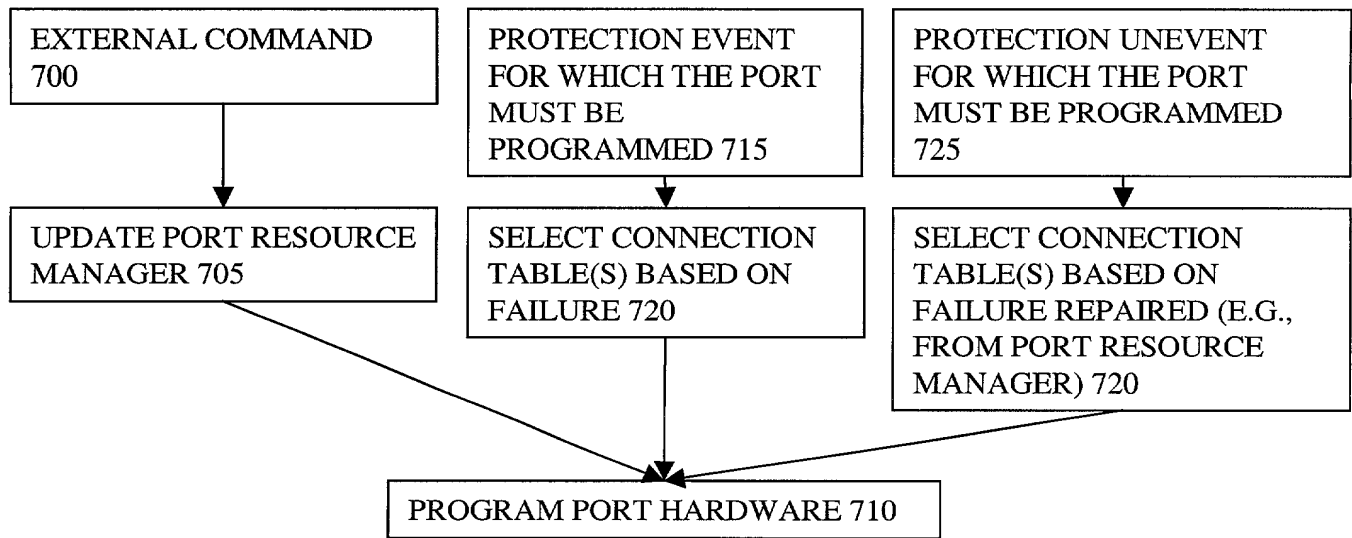 EXTERNAL COMMAND
700
PROTECTION EVENT
FOR WHICH THE PORT
MUST BE
PROGRAMMED 715
PROTECTION UNEVENT
FOR WHICH THE PORT
MUST BE PROGRAMMED
725
UPDATE PORT RESOURCE
MANAGER 705
SELECT CONNECTION
TABLE(S) BASED ON
FAILURE 720
SELECT CONNECTION
TABLE(S) BASED ON
FAILURE REPAIRED (E.G.,
FROM PORT RESOURCE
MANAGER) 720
PROGRAM PORT HARDWARE 710